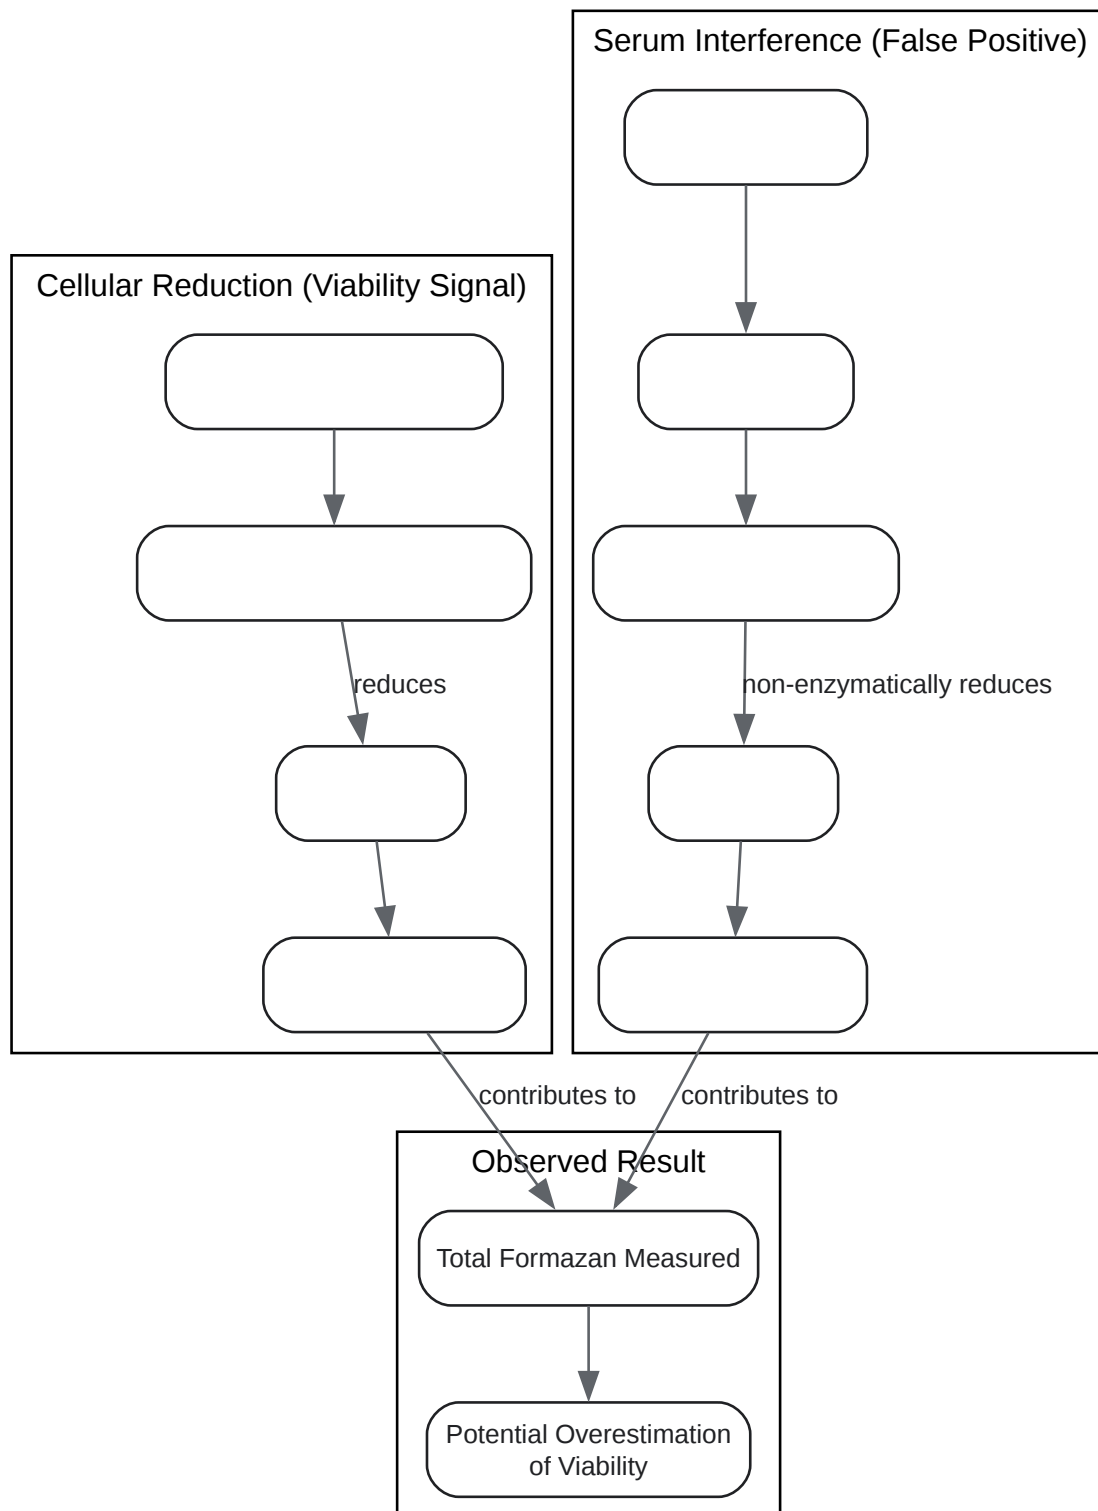 Serum Interference (False Positive)
Cellular Reduction (Viability Signal)
reduces
non-enzymatically reduces
contributes to
contributes to
Observed Result
Total Formazan Measured
Potential Overestimation
of Viability